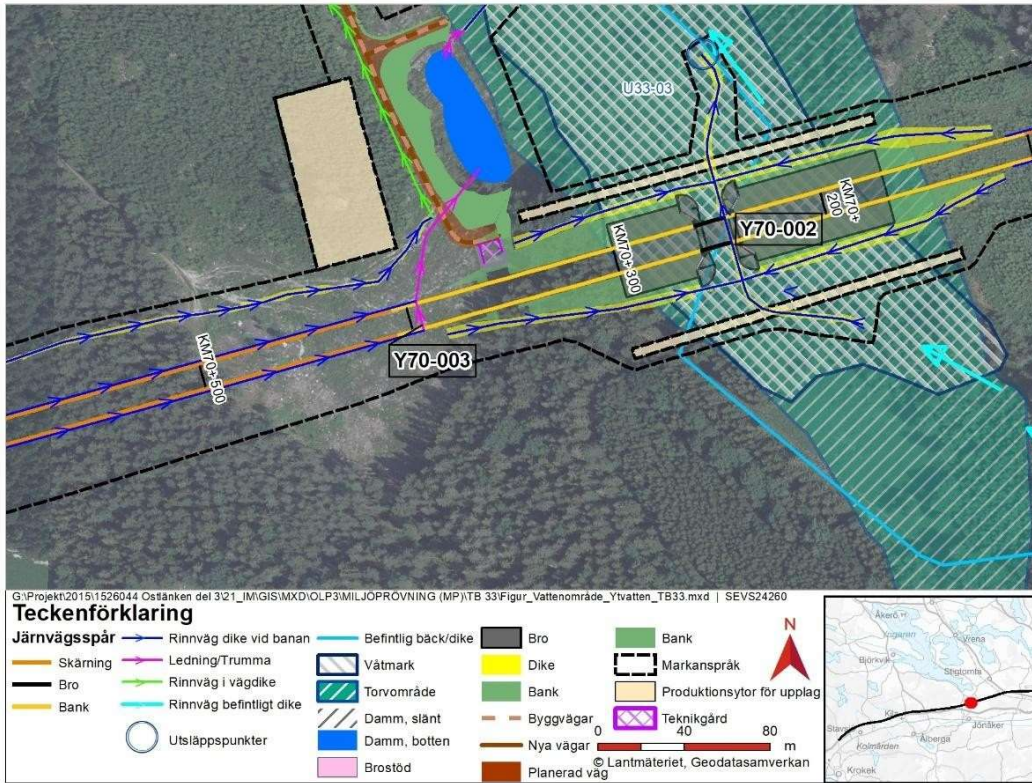 U33-03
Y70-002
KM70+
200
KM70+300
Y70-003
KM70+500
G:\Projekt\2015\1526044 Ostlänken del 3\21_IM\GIS\MXD\OLP3\MILJÖPRÖVNING (MP)\TB 33\Figur_Vattenområde_Ytvatten_TB33.mxd | SEVS24260
Teckenförklaring
Järnvägsspår
Skärning
Bro
Bank
Rinnväg dike vid banan
Ledning/Trumma
Rinnväg i vägdike
Rinnväg befintligt dike
Utsläppspunkter
Befintlig bäck/dike
Våtmark
Torvområde
Damm, slänt
Damm, botten
Brostöd
Bro
Dike
Bank
Byggvägar
Nya vägar
Planerad väg
Bank
Markanspråk
Produktionsytor för upplag
Teknikgård
N
0 40 80
m
© Lantmäteriet, Geodatasamverkan
Åkerö
Yngaren
Vrena
Björkvik
Stigtomta
Kila
Jönåker
Stavsjö
Ålberga
Kolmården
Krokek